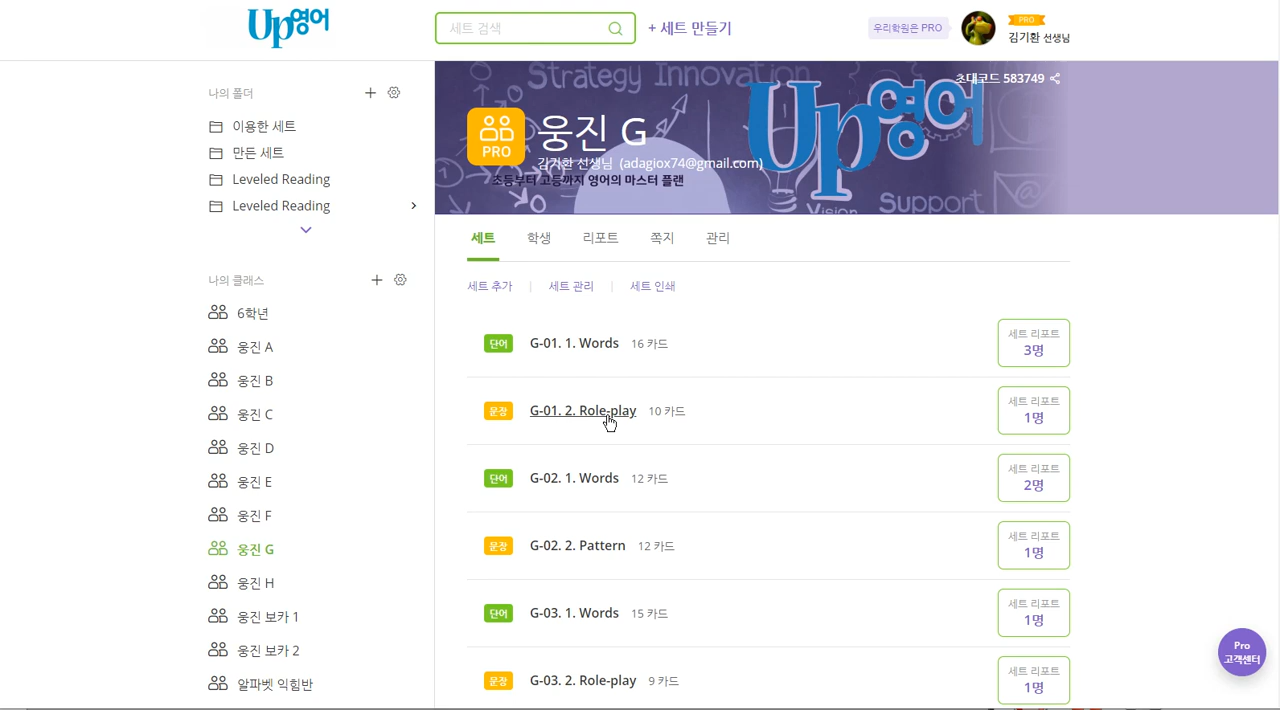 Up영어
세트 검색
+ 세트 만들기
우리학원은 PRO
PRO
김기환 선생님
나의 폴더
이용한 세트
만든 세트
Leveled Reading
Leveled Reading
나의 클래스
6학년
웅진 A
웅진 B
웅진 C
웅진 D
웅진 E
웅진 F
웅진 G
웅진 H
웅진 보카 1
웅진 보카 2
알파벳 익힘반
Strategy Innovation
초대코드 583749
Up영어
PRO
웅진 G
김기환 선생님 (adagiox74@gmail.com)
초등부터 고등까지 영어의 마스터 플랜
Vision
Support
세트 학생 리포트 쪽지 관리
세트 추가 | 세트 관리 | 세트 인쇄
단어 G-01. 1. Words 16 카드
세트 리포트
3명
문장 G-01. 2. Role-play 10 카드
세트 리포트
1명
단어 G-02. 1. Words 12 카드
세트 리포트
2명
문장 G-02. 2. Pattern 12 카드
세트 리포트
1명
단어 G-03. 1. Words 15 카드
세트 리포트
1명
문장 G-03. 2. Role-play 9 카드
세트 리포트
1명
Pro
고객센터